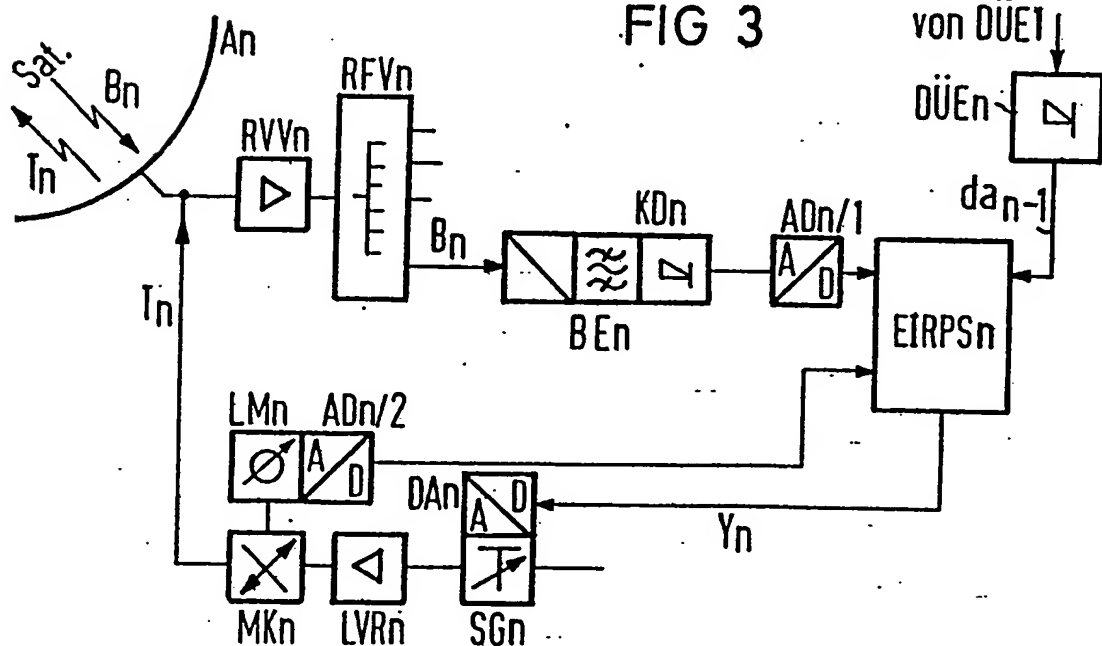 FIG 3
von DÜE1
An
Sat.
Bn
Tn
RFVn
RVVn
DÜEn
da n-1
KDn
ADn/1
Bn
A
D
BEn
EIRPSn
Tn
LMn
ADn/2
A
D
DAn
D
A
Yn
MKn
LVRn
SGn